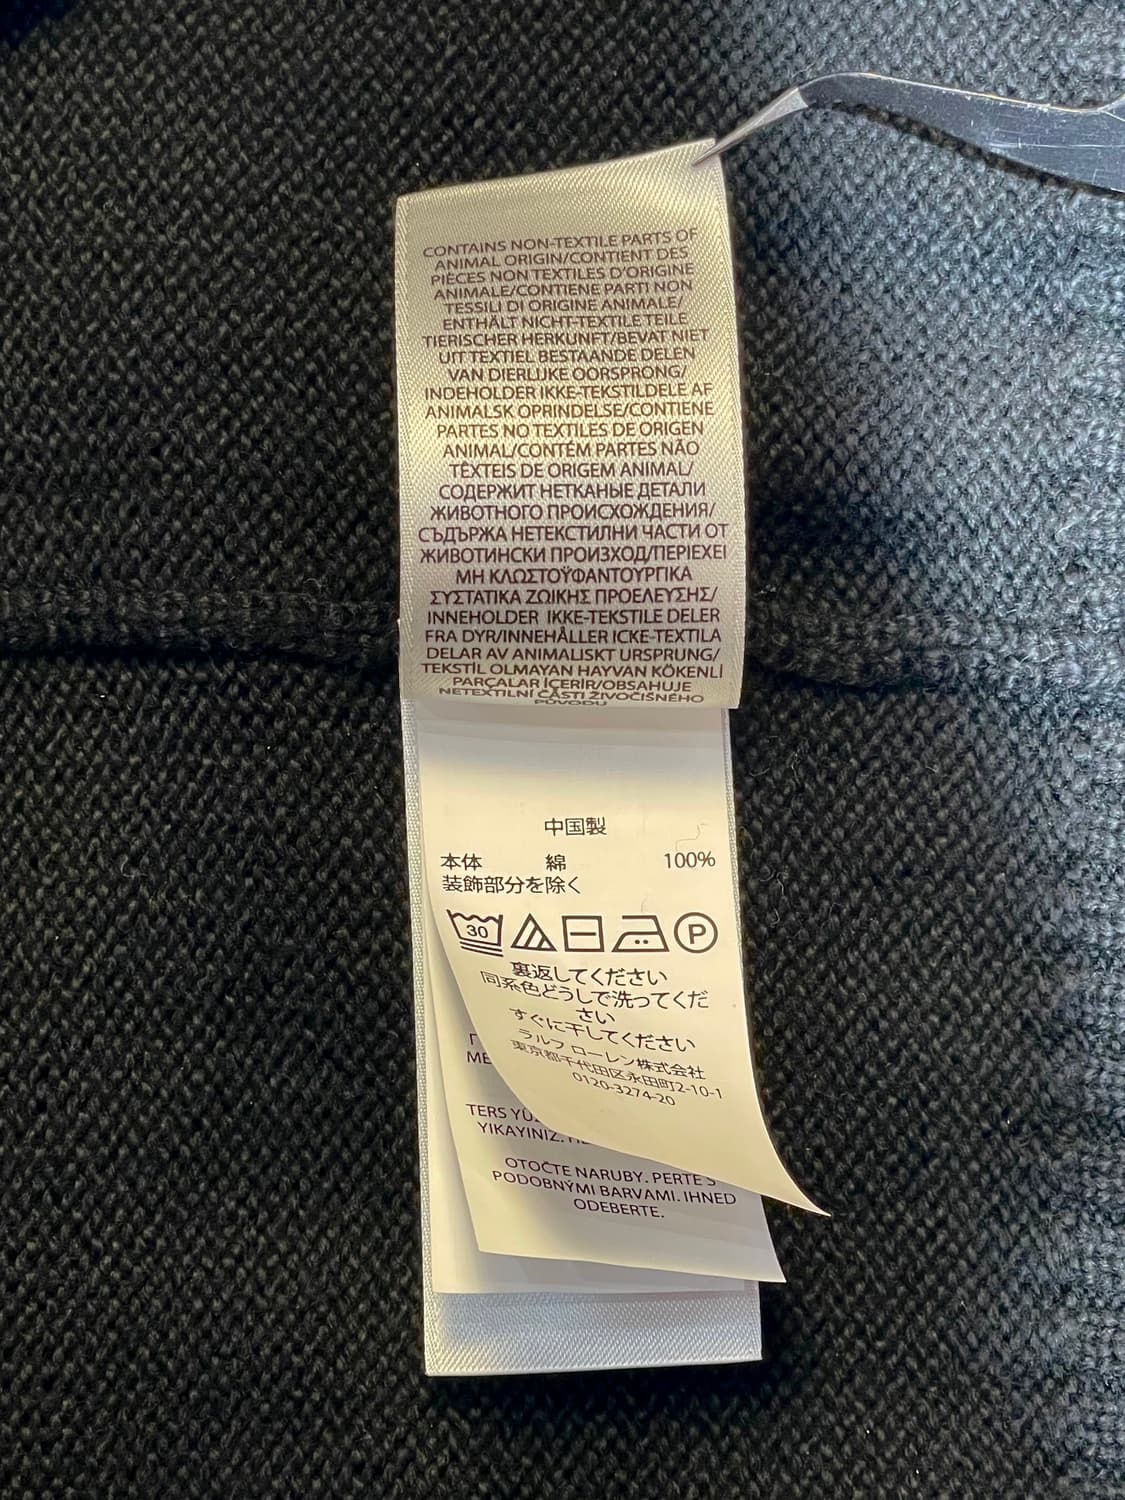 CONTAINS NON-TEXTILE PARTS OF
ANIMAL ORIGIN/CONTIENT DES
PIÈCES NON TEXTILES D'ORIGINE
ANIMALE/CONTIENE PARTI NON
TESSILI DI ORIGINE ANIMALE/
ENTHÄLT NICHT-TEXTILE TEILE
TIERISCHER HERKUNFT/BEVAT NIET
UIT TEXTIEL BESTAANDE DELEN
VAN DIERLIJKE OORSPRONG/
INDEHOLDER IKKE-TEKSTILDELE AF
ANIMALSK OPRINDELSE/CONTIENE
PARTES NO TEXTILES DE ORIGEN
ANIMAL/CONTÉM PARTES NÃO
TÊXTEIS DE ORIGEM ANIMAL/
СОДЕРЖИТ НЕТКАНЫЕ ДЕТАЛИ
ЖИВОТНОГО ПРОИСХОЖДЕНИЯ/
СЪДЪРЖА НЕТЕКСТИЛНИ ЧАСТИ ОТ
ЖИВОТИНСКИ ПРОИЗХОД/ΠΕΡΙΕΧΕΙ
ΜΗ ΚΛΩΣΤΟΫΦΑΝΤΟΥΡΓΙΚΑ
ΣΥΣΤΑΤΙΚΑ ΖΩΙΚΗΣ ΠΡΟΕΛΕΥΣΗΣ/
INNEHOLDER IKKE-TEKSTILE DELER
FRA DYR/INNEHÅLLER ICKE-TEXTILA
DELAR AV ANIMALISKT URSPRUNG/
TEKSTİL OLMAYAN HAYVAN KÖKENLİ
PARÇALAR İÇERİR/OBSAHUJE
NETEXTILNÍ ČÁSTI ŽIVOČIŠNÉHO
PŮVODU
中国製
本体 綿 100%
装飾部分を除く
30 P
裏返してください
同系色どうしで洗ってくだ
さい
すぐに干してください
ラルフ ローレン株式会社
東京都千代田区永田町2-10-1
0120-3274-20
TERS
YIKAYINIZ.
OTOČTE NARUBY. PERTE S
PODOBNÝMI BARVAMI. IHNED
ODEBERTE.